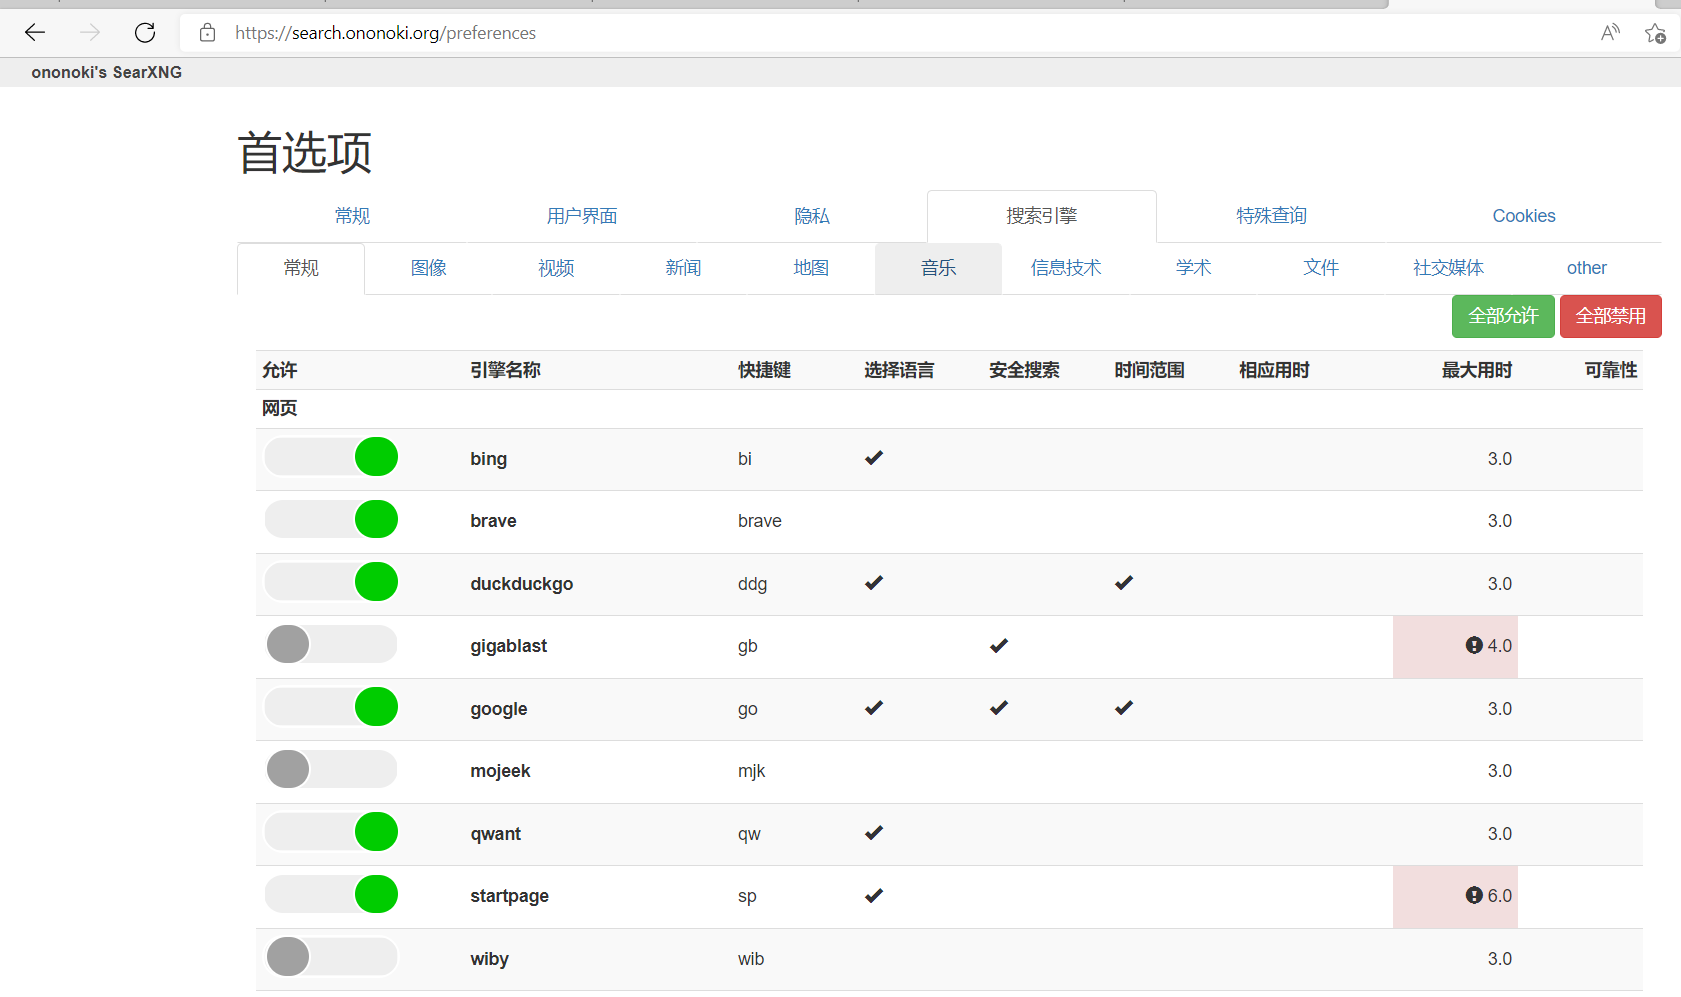 https://search.ononoki.org/preferences
ononoki's SearXNG
首选项
常规 用户界面 隐私 搜索引擎 特殊查询 Cookies
常规 图像 视频 新闻 地图 音乐 信息技术 学术 文件 社交媒体 other
全部允许 全部禁用
允许 引擎名称 快捷键 选择语言 安全搜索 时间范围 相应用时 最大用时 可靠性
网页
bing bi 3.0
brave brave 3.0
duckduckgo ddg 3.0
gigablast gb 4.0
google go 3.0
mojeek mjk 3.0
qwant qw 3.0
startpage sp 6.0
wiby wib 3.0